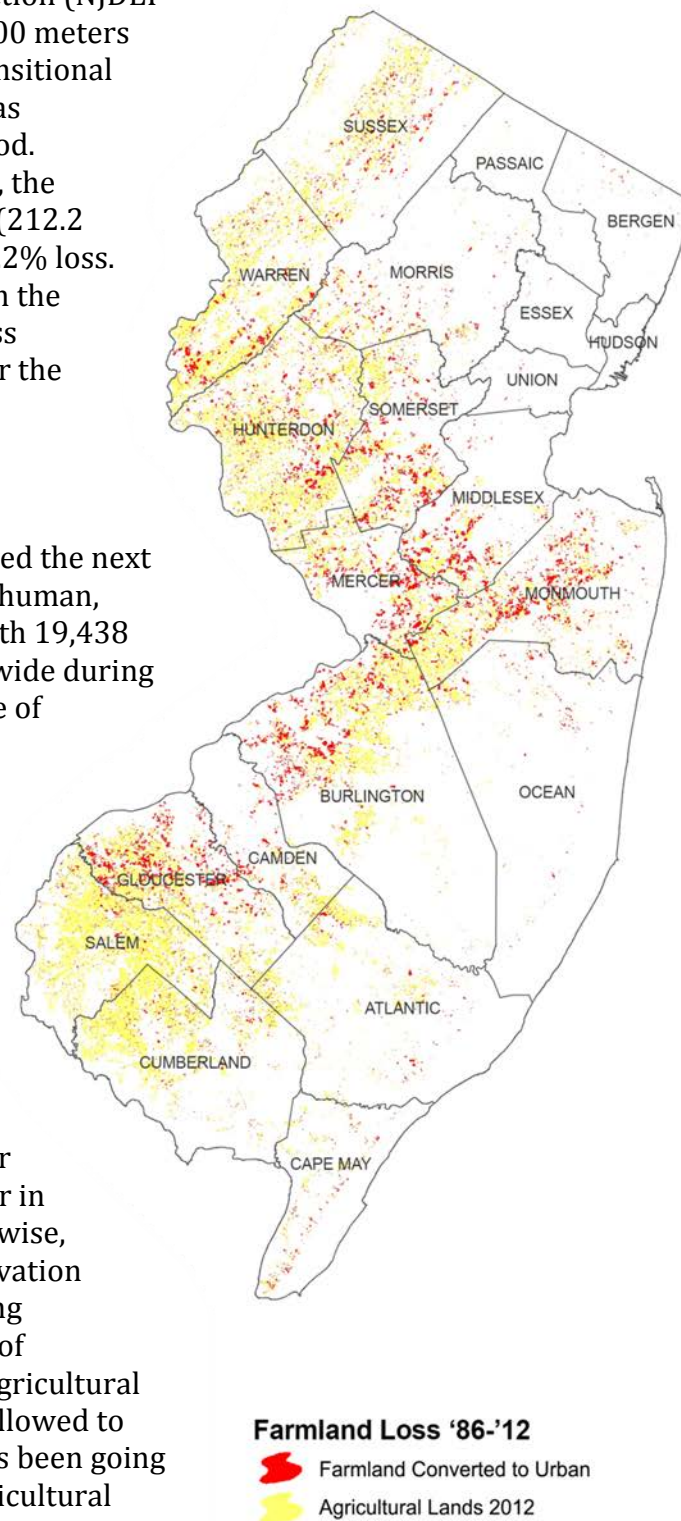 ction (NJDEP
00 meters
nsitional
as
od.
, the
(212.2
2% loss.
n the
ss
r the
ed the next
human,
th 19,438
wide during
e of
r
r in
wise,
vation
ng
of
gricultural
llowed to
s been going
icultural
SUSSEX
PASSAIC
BERGEN
WARREN
MORRIS
ESSEX
HUDSON
UNION
SOMERSET
HUNTERDON
MIDDLESEX
MERCER
MONMOUTH
BURLINGTON
OCEAN
CAMDEN
GLOUCESTER
SALEM
ATLANTIC
CUMBERLAND
CAPE MAY
Farmland Loss ‘86-’12
Farmland Converted to Urban
Agricultural Lands 2012